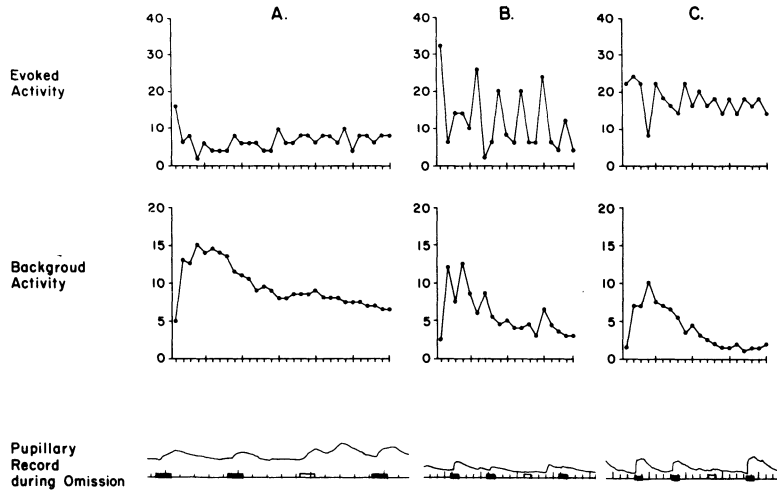 A. B. C.
Evoked
Activity
40 40 40
30 30 30
20 20 20
10 10 10
0 0 0
Backgroud
Activity
20 20 20
15 15 15
10 10 10
5 5 5
0 0 0
Pupillary
Record
during Omission